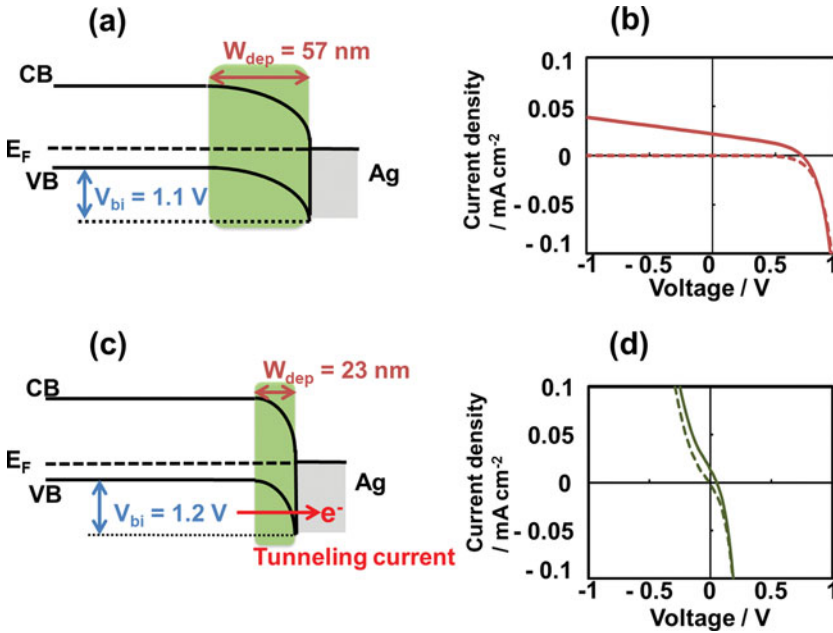 (a)
W_dep = 57 nm
CB
E_F
VB
V_bi = 1.1 V
Ag
(b)
Current density
/ mA cm⁻²
0.1
0.05
0
- 0.05
- 0.1
-1
0
0.5
1
Voltage / V
(c)
W_dep = 23 nm
CB
E_F
VB
V_bi = 1.2 V
e⁻
Ag
Tunneling current
(d)
Current density
/ mA cm⁻²
0.1
0.05
0
- 0.05
- 0.1
-1
- 0.5
0
0.5
1
Voltage / V